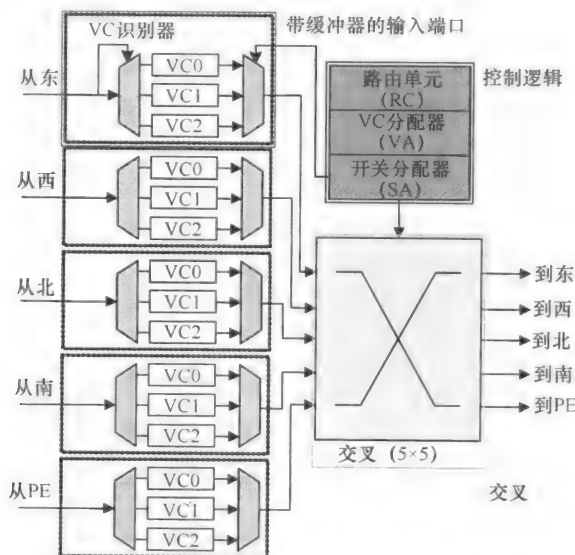 VC识别器
带缓冲器的输入端口
从东
VC0
VC1
VC2
路由单元
(RC)
VC分配器
(VA)
开关分配器
(SA)
控制逻辑
从西
VC0
VC1
VC2
从北
VC0
VC1
VC2
从南
VC0
VC1
VC2
从PE
VC0
VC1
VC2
到东
到西
到北
到南
到PE
交叉 (5×5)
交叉